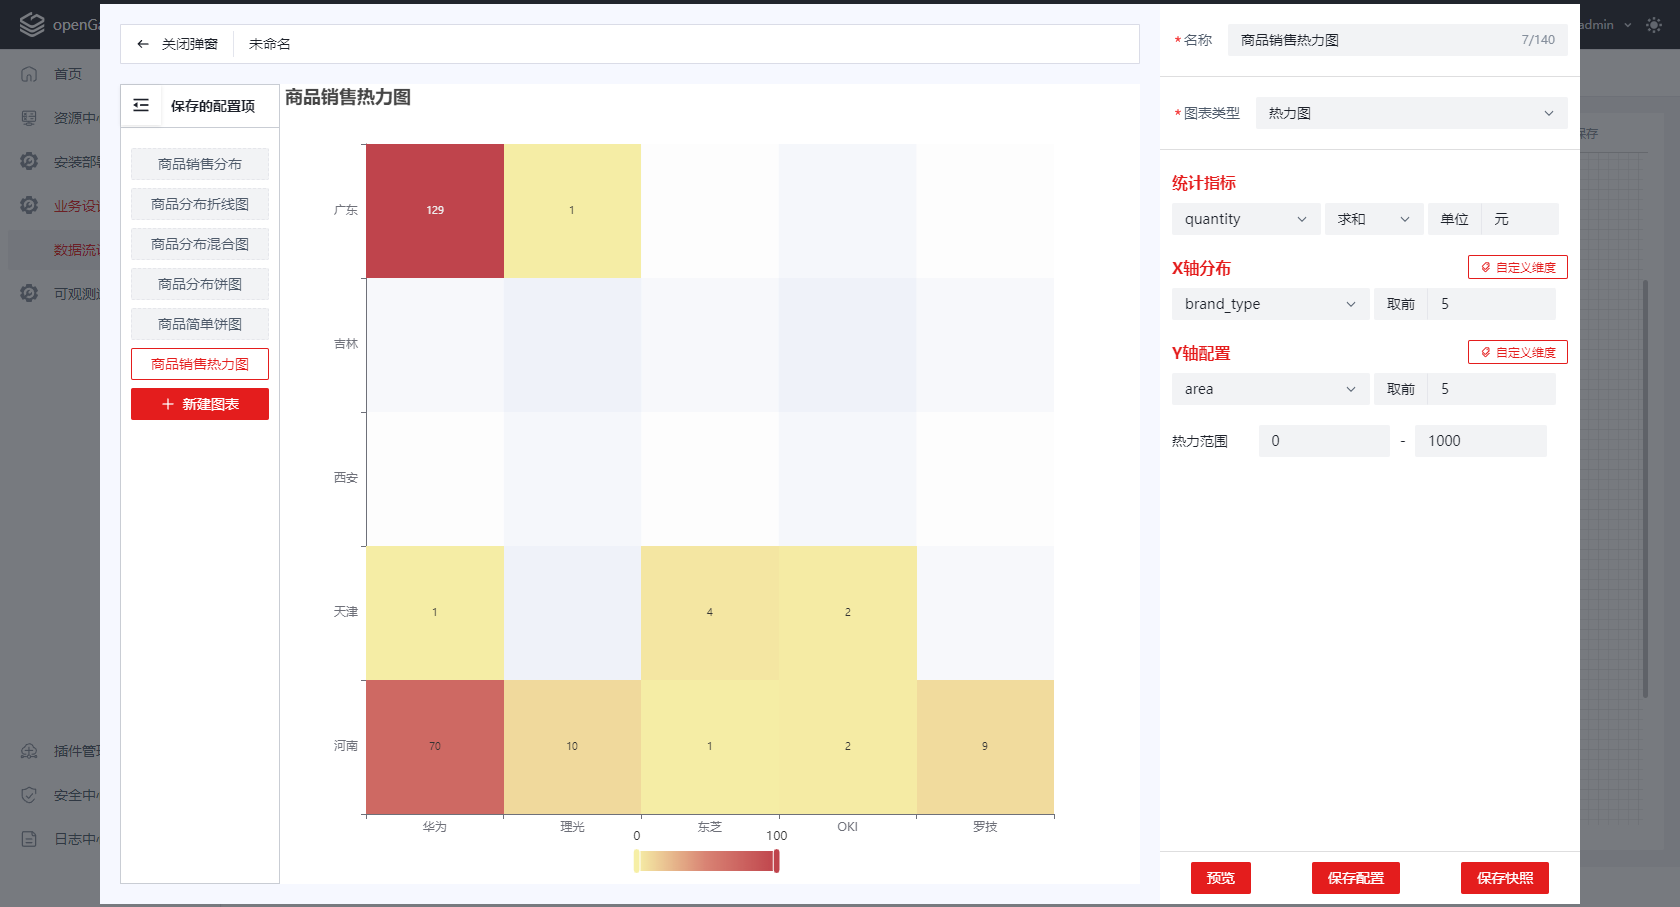 openGa
admin
首页
资源中心
安装部署
业务设
数据流
可观测
插件管理
安全中心
日志中心
保存
关闭弹窗
未命名
保存的配置项
商品销售分布
商品分布折线图
商品分布混合图
商品分布饼图
商品简单饼图
商品销售热力图
新建图表
商品销售热力图
广东
129
1
吉林
西安
天津
1
4
2
河南
70
10
1
2
9
华为
理光
东芝
OKI
罗技
0
100
*名称
商品销售热力图
7/140
*图表类型
热力图
统计指标
quantity
求和
单位
元
X轴分布
自定义维度
brand_type
取前
5
Y轴配置
自定义维度
area
取前
5
热力范围
0
-
1000
预览
保存配置
保存快照